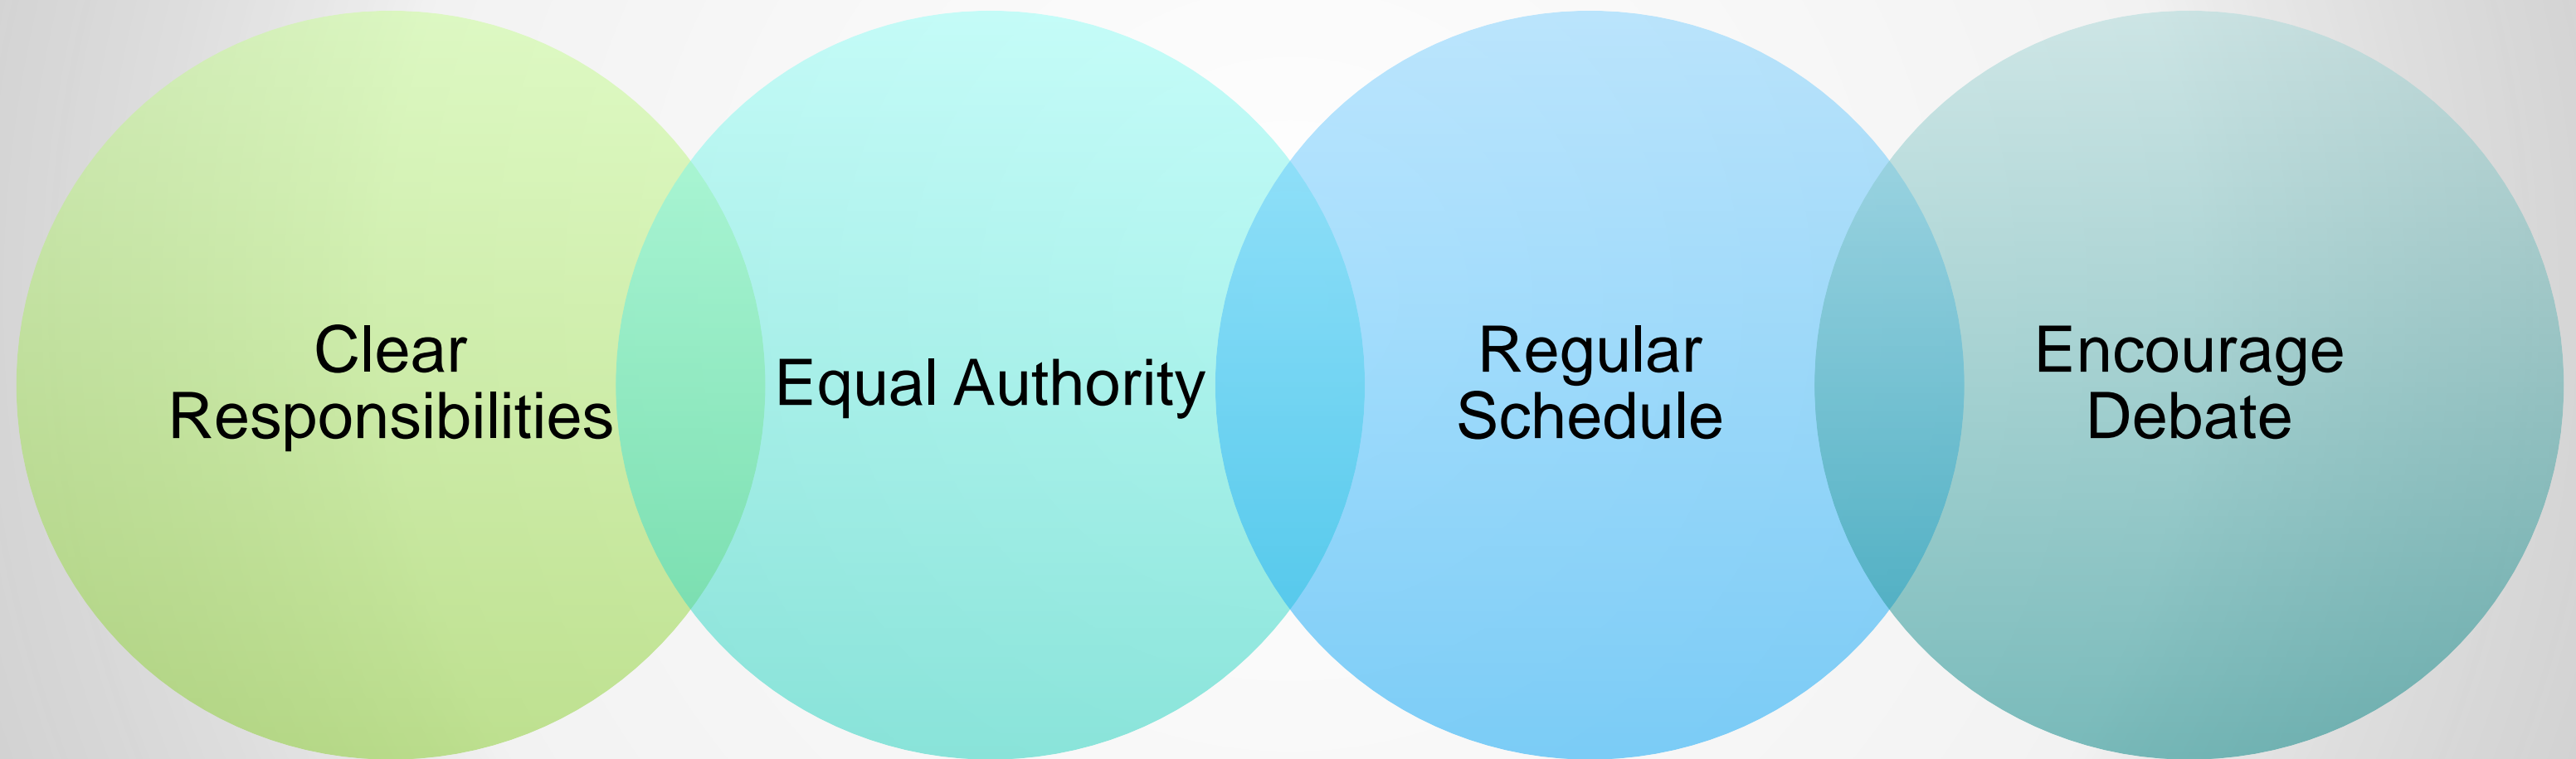 Clear
Responsibilities
Equal Authority
Regular
Schedule
Encourage
Debate